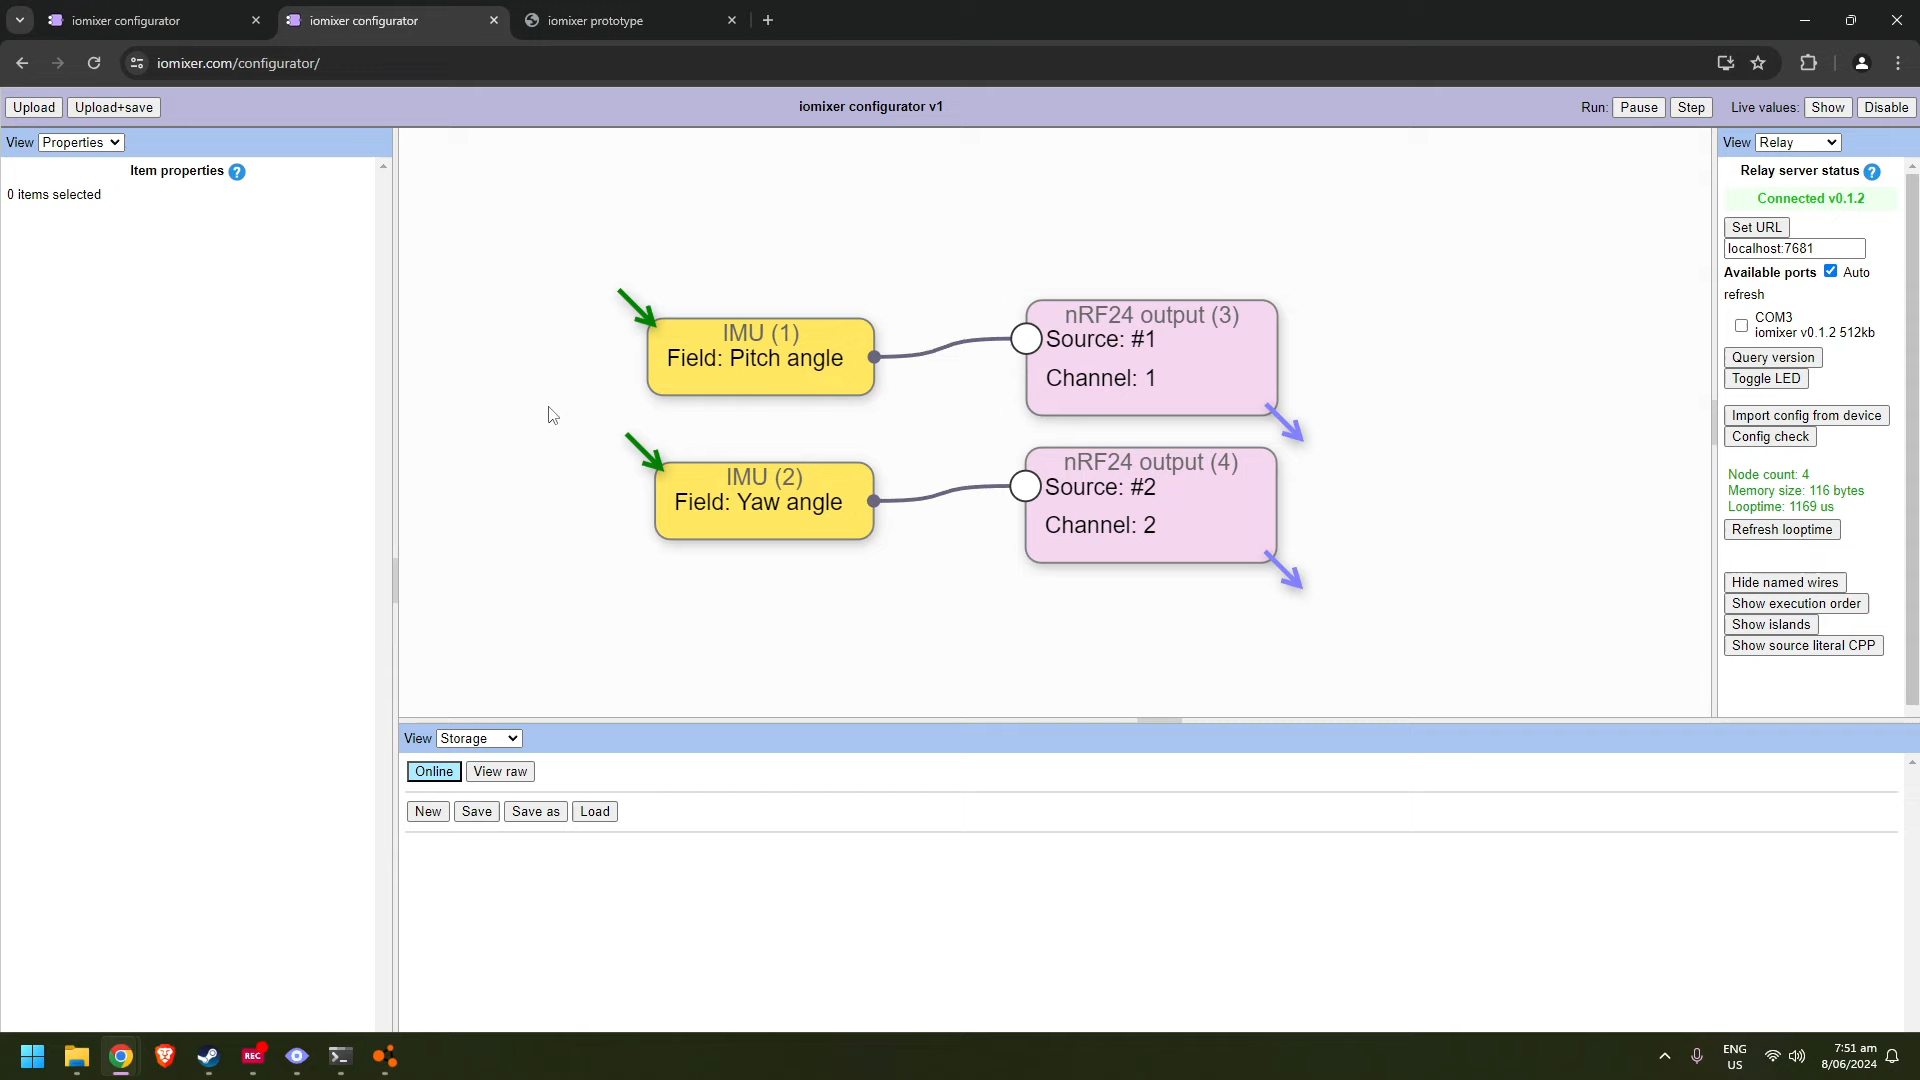 iomixer configurator
iomixer configurator
iomixer prototype
iomixer.com/configurator/
Upload
Upload+save
iomixer configurator v1
Run:
Pause
Step
Live values:
Show
Disable
View
Properties
Item properties
?
0 items selected
IMU (1)
Field: Pitch angle
nRF24 output (3)
Source: #1
Channel: 1
IMU (2)
Field: Yaw angle
nRF24 output (4)
Source: #2
Channel: 2
View
Relay
Relay server status
?
Connected v0.1.2
Set URL
localhost:7681
Available ports
Auto
refresh
COM3
iomixer v0.1.2 512kb
Query version
Toggle LED
Import config from device
Config check
Node count: 4
Memory size: 116 bytes
Looptime: 1169 us
Refresh looptime
Hide named wires
Show execution order
Show islands
Show source literal CPP
View
Storage
Online
View raw
New
Save
Save as
Load
REC
ENG
US
7:51 am
8/06/2024